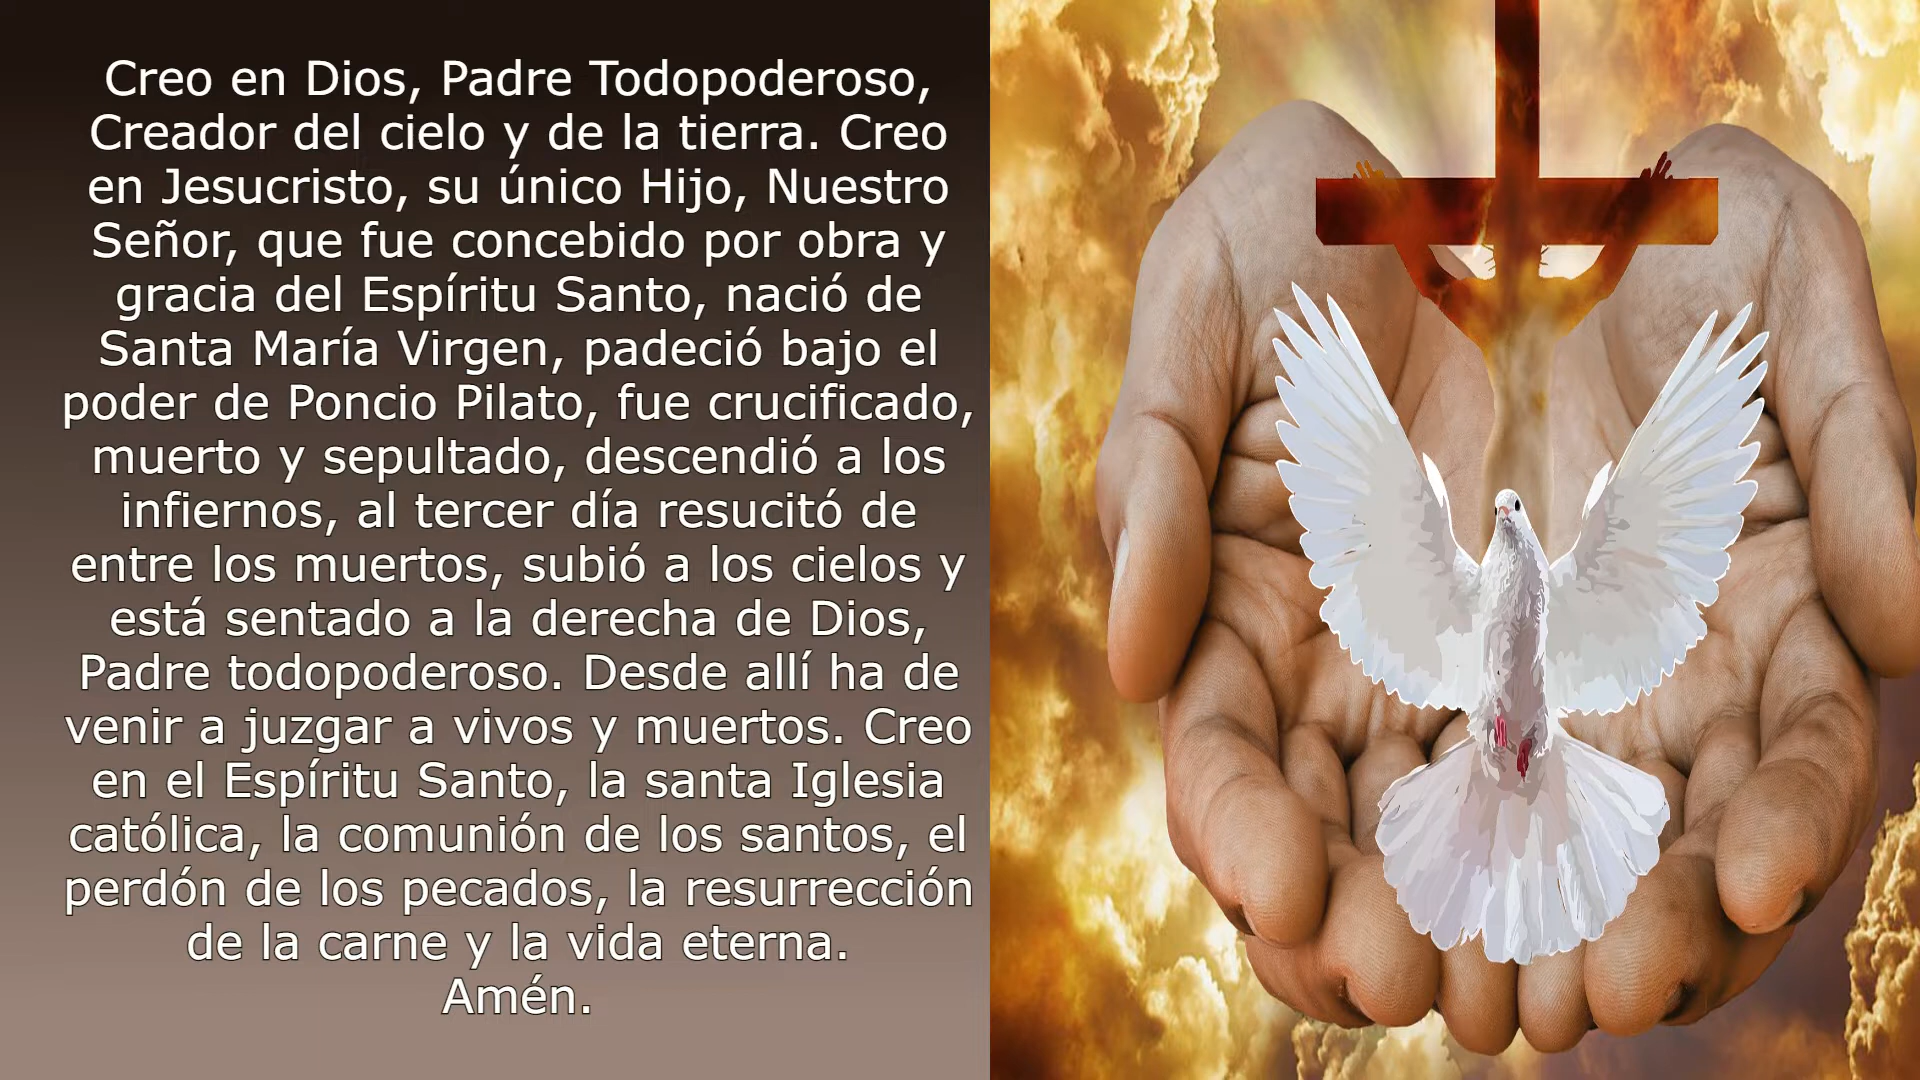 Creo en Dios, Padre Todopoderoso,
Creador del cielo y de la tierra. Creo
en Jesucristo, su único Hijo, Nuestro
Señor, que fue concebido por obra y
gracia del Espíritu Santo, nació de
Santa María Virgen, padeció bajo el
poder de Poncio Pilato, fue crucificado,
muerto y sepultado, descendió a los
infiernos, al tercer día resucitó de
entre los muertos, subió a los cielos y
está sentado a la derecha de Dios,
Padre todopoderoso. Desde allí ha de
venir a juzgar a vivos y muertos. Creo
en el Espíritu Santo, la santa Iglesia
católica, la comunión de los santos, el
perdón de los pecados, la resurrección
de la carne y la vida eterna.
Amén.